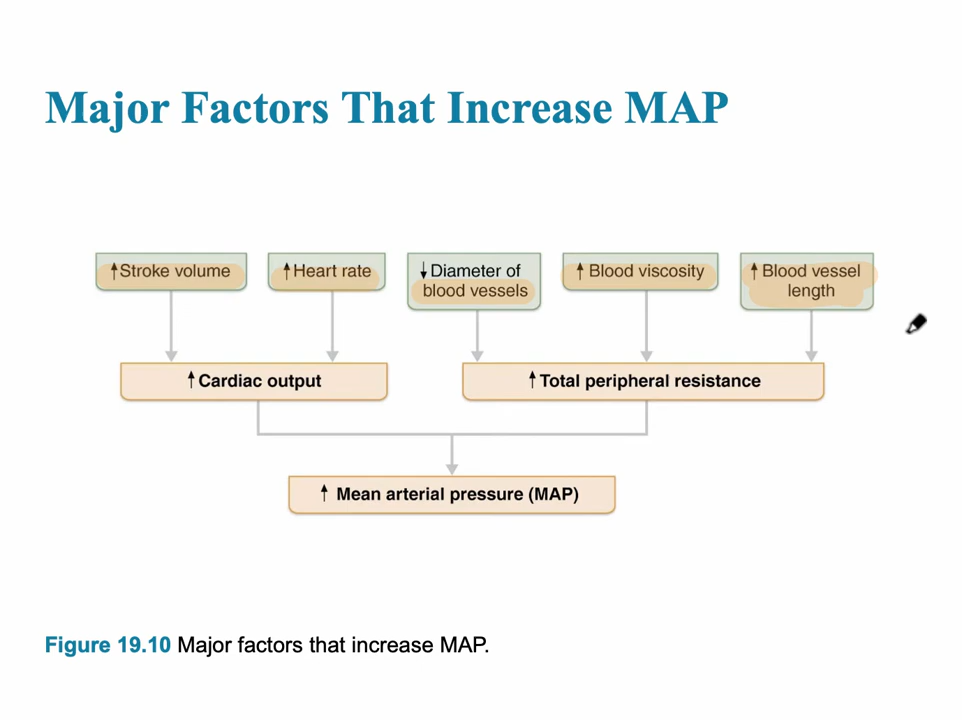 Major Factors That Increase MAP
↑Stroke volume
↑Heart rate
↓Diameter of
blood vessels
↑ Blood viscosity
↑ Blood vessel
length
↑Cardiac output
↑Total peripheral resistance
↑ Mean arterial pressure (MAP)
Figure 19.10 Major factors that increase MAP.